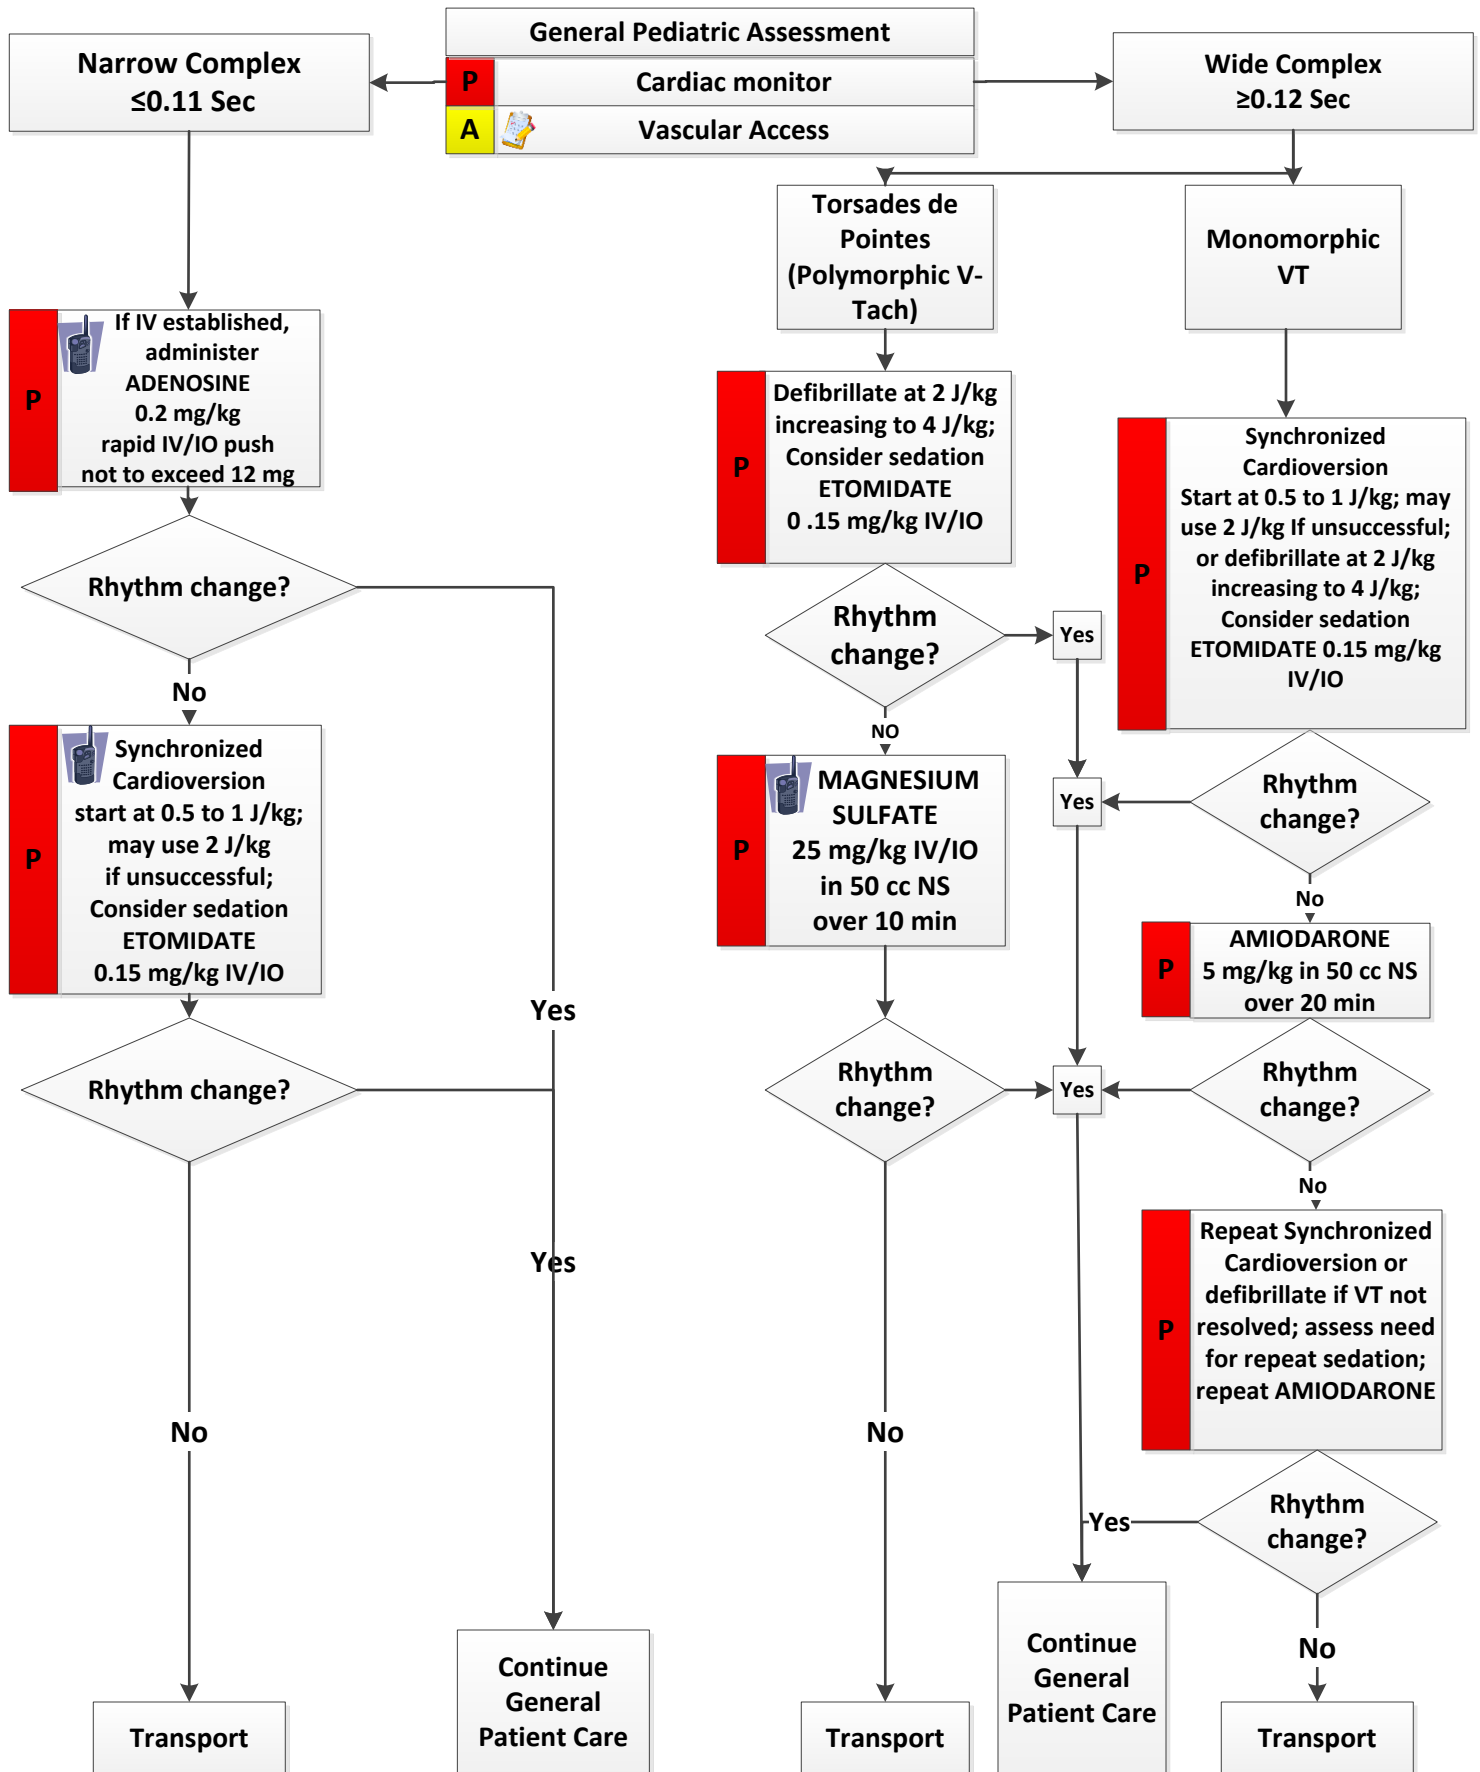 General Pediatric Assessment
P
Cardiac monitor
A
Vascular Access
Narrow Complex
≤0.11 Sec
Wide Complex
≥0.12 Sec
P
If IV established,
administer
ADENOSINE
0.2 mg/kg
rapid IV/IO push
not to exceed 12 mg
Rhythm change?
No
P
Synchronized
Cardioversion
start at 0.5 to 1 J/kg;
may use 2 J/kg
if unsuccessful;
Consider sedation
ETOMIDATE
0.15 mg/kg IV/IO
Yes
Rhythm change?
Yes
No
Transport
Continue
General
Patient Care
Torsades de
Pointes
(Polymorphic V-
Tach)
P
Defibrillate at 2 J/kg
increasing to 4 J/kg;
Consider sedation
ETOMIDATE
0 .15 mg/kg IV/IO
Rhythm
change?
Yes
NO
P
MAGNESIUM
SULFATE
25 mg/kg IV/IO
in 50 cc NS
over 10 min
Rhythm
change?
Yes
No
Transport
Monomorphic
VT
P
Synchronized
Cardioversion
Start at 0.5 to 1 J/kg; may
use 2 J/kg If unsuccessful;
or defibrillate at 2 J/kg
increasing to 4 J/kg;
Consider sedation
ETOMIDATE 0.15 mg/kg
IV/IO
Rhythm
change?
Yes
No
P
AMIODARONE
5 mg/kg in 50 cc NS
over 20 min
Rhythm
change?
No
P
Repeat Synchronized
Cardioversion or
defibrillate if VT not
resolved; assess need
for repeat sedation;
repeat AMIODARONE
Rhythm
change?
Yes
No
Continue
General
Patient Care
Transport